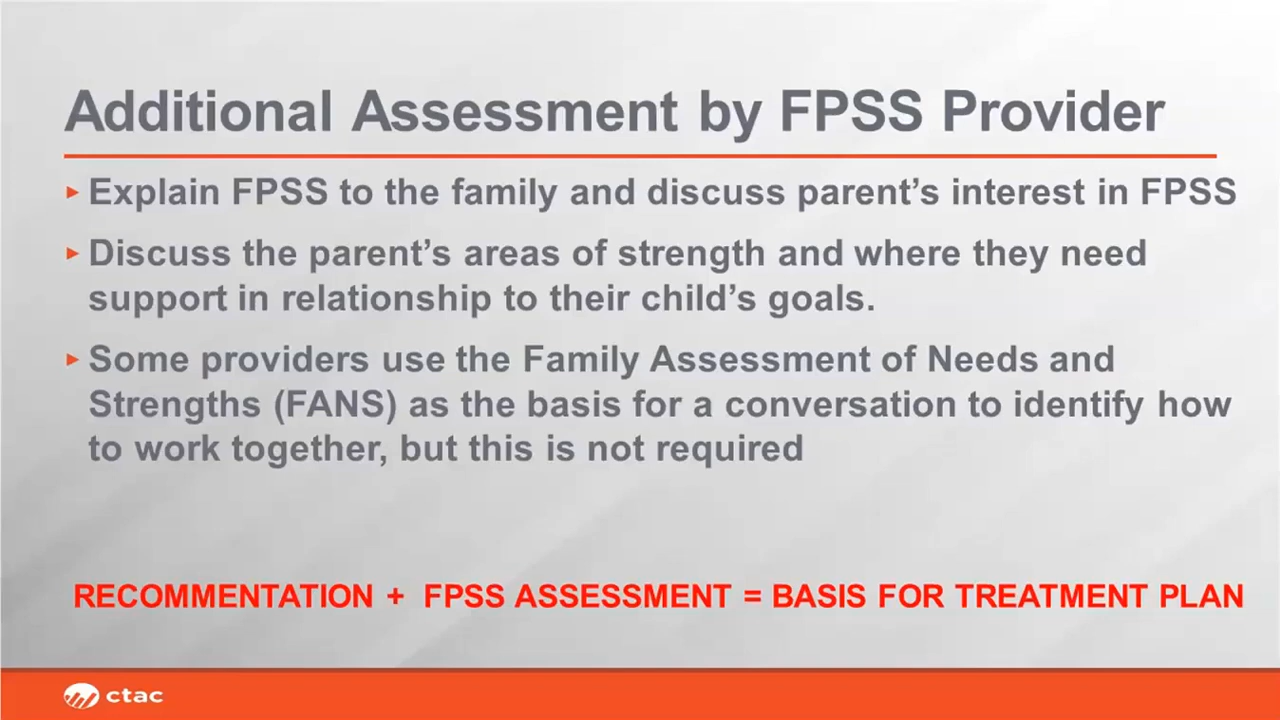 Additional Assessment by FPSS Provider
Explain FPSS to the family and discuss parent’s interest in FPSS
Discuss the parent’s areas of strength and where they need
support in relationship to their child’s goals.
Some providers use the Family Assessment of Needs and
Strengths (FANS) as the basis for a conversation to identify how
to work together, but this is not required
RECOMMENTATION + FPSS ASSESSMENT = BASIS FOR TREATMENT PLAN
ctac